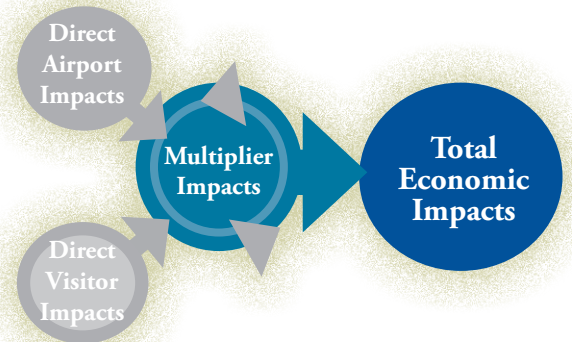 Direct
Airport
Impacts
Multiplier
Impacts
Total
Economic
Impacts
Direct
Visitor
Impacts